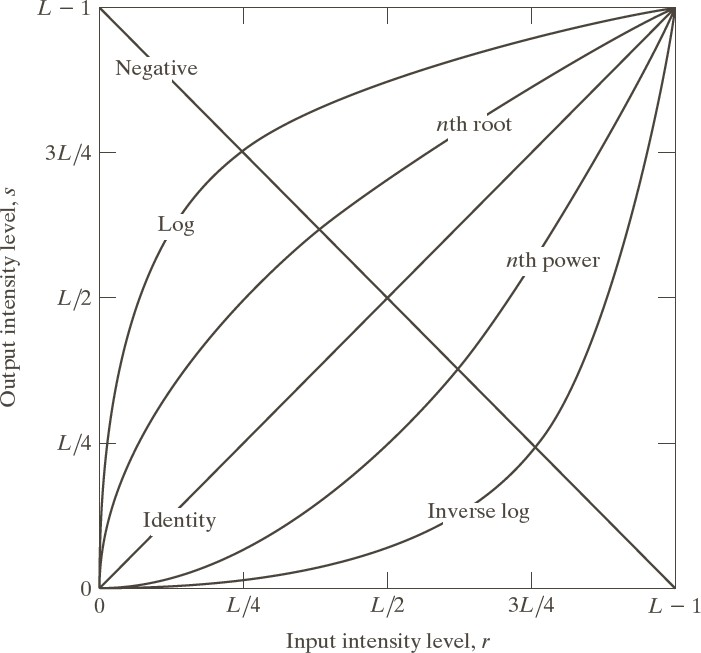 L − 1
Negative
nth root
3L/4
Log
nth power
L/2
Output intensity level, s
L/4
Inverse log
Identity
0
0 L/4 L/2 3L/4 L − 1
Input intensity level, r